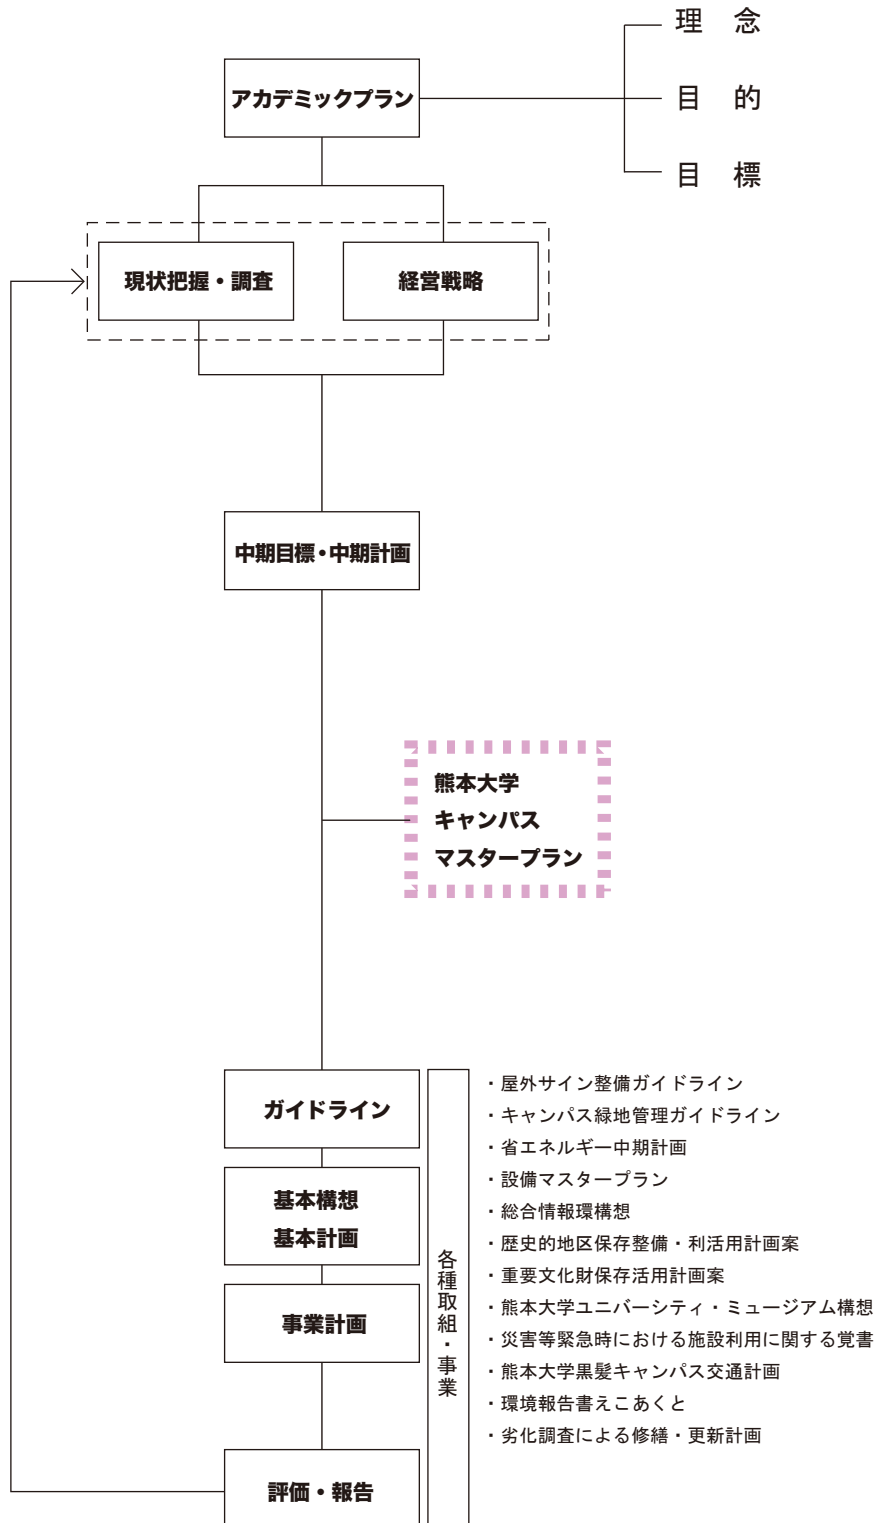 理 念
アカデミックプラン
目 的
目 標
現状把握・調査
経営戦略
中期目標・中期計画
熊本大学
キャンパス
マスタープラン
ガイドライン
基本構想
基本計画
事業計画
評価・報告
各種取組・事業
・屋外サイン整備ガイドライン
・キャンパス緑地管理ガイドライン
・省エネルギー中期計画
・設備マスタープラン
・総合情報環構想
・歴史的地区保存整備・利活用計画案
・重要文化財保存活用計画案
・熊本大学ユニバーシティ・ミュージアム構想
・災害等緊急時における施設利用に関する覚書
・熊本大学黒髪キャンパス交通計画
・環境報告書えこあくと
・劣化調査による修繕・更新計画